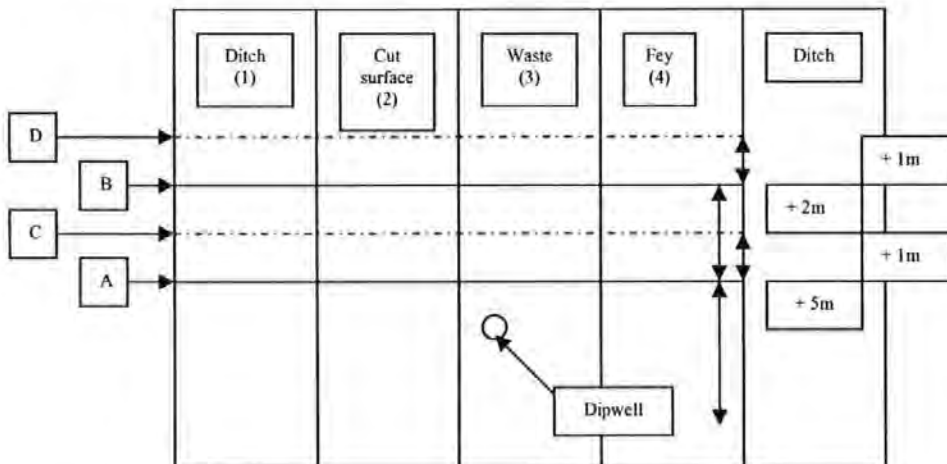 Ditch
(1)
Cut
surface
(2)
Waste
(3)
Fey
(4)
Ditch
D
+ 1m
B
+ 2m
C
+ 1m
A
+ 5m
Dipwell